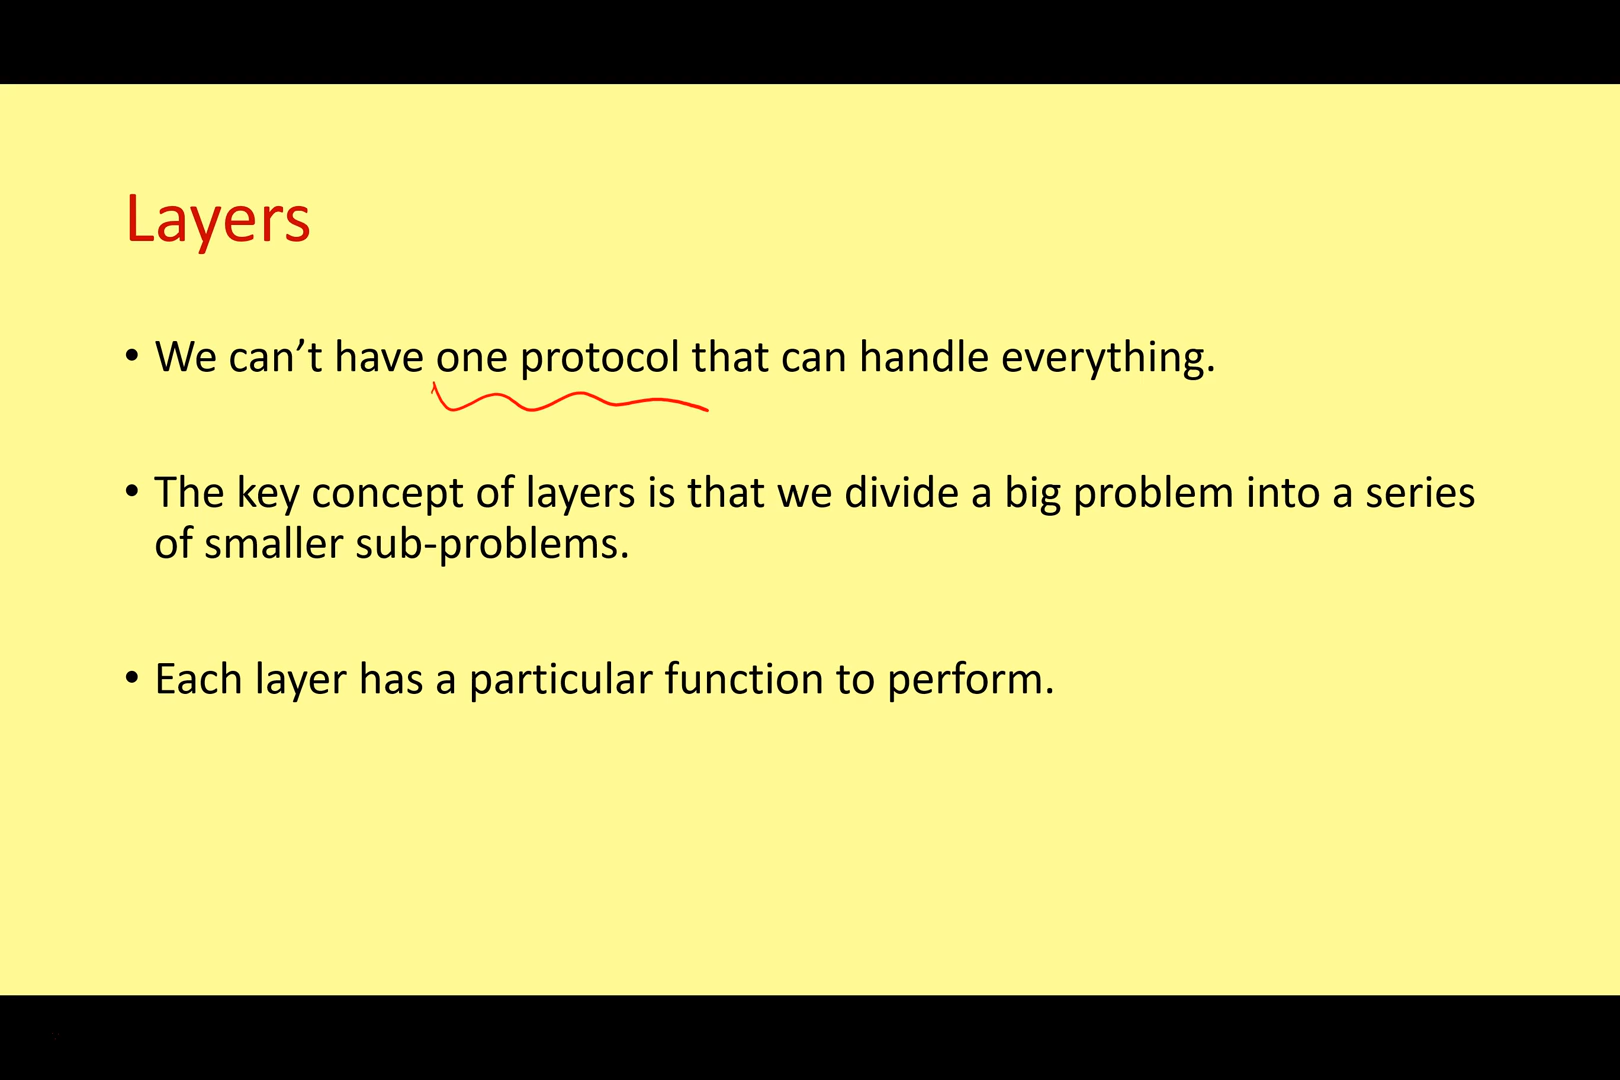 Layers
• We can’t have one protocol that can handle everything.
• The key concept of layers is that we divide a big problem into a series
of smaller sub-problems.
• Each layer has a particular function to perform.